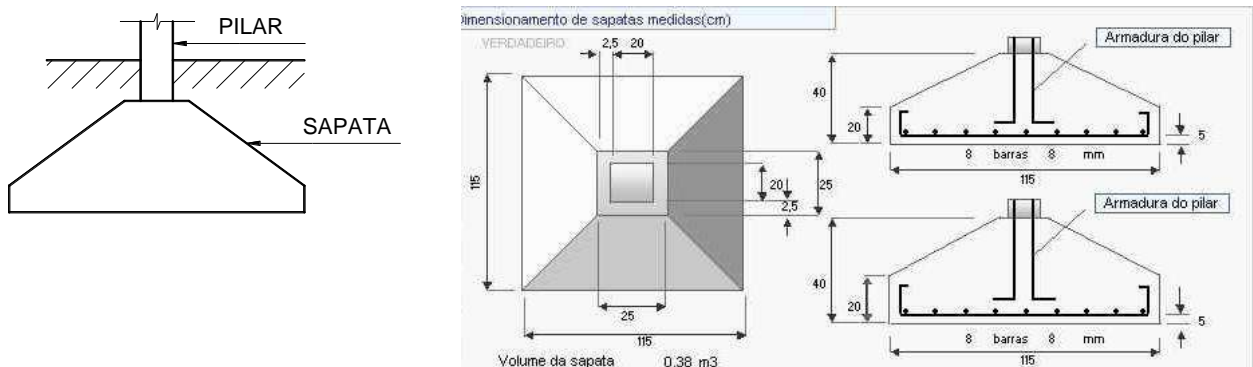 PILAR
SAPATA
Dimensionamento de sapatas medidas(cm)
VERDADEIRO
2,5 20
115
20
2,5
25
25
115
Volume da sapata 0.38 m3
Armadura do pilar
40
20
5
8 barras 8 mm
115
Armadura do pilar
40
20
5
8 barras 8 mm
115